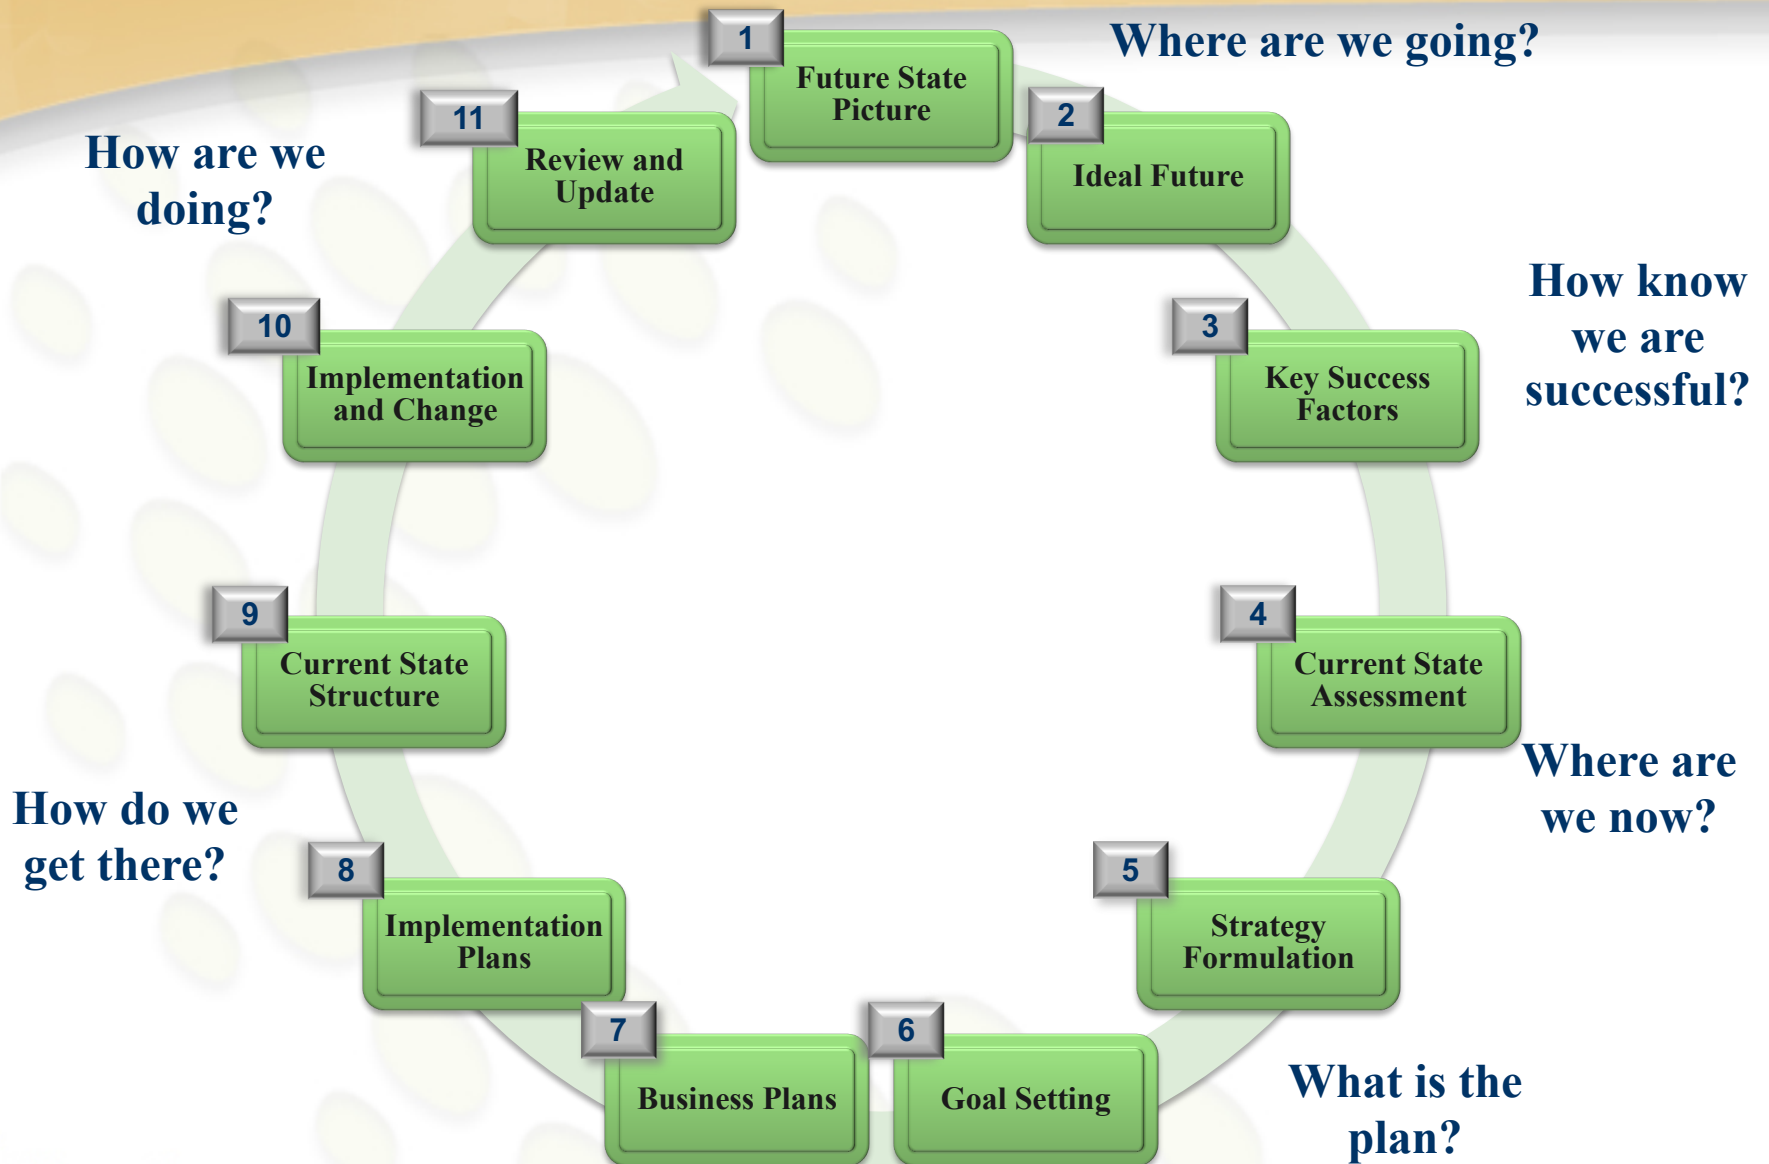 1
Future State
Picture
Where are we going?
2
Ideal Future
How know
we are
successful?
3
Key Success
Factors
4
Current State
Assessment
Where are
we now?
5
Strategy
Formulation
What is the
plan?
6
Goal Setting
7
Business Plans
8
Implementation
Plans
How do we
get there?
9
Current State
Structure
10
Implementation
and Change
How are we
doing?
11
Review and
Update